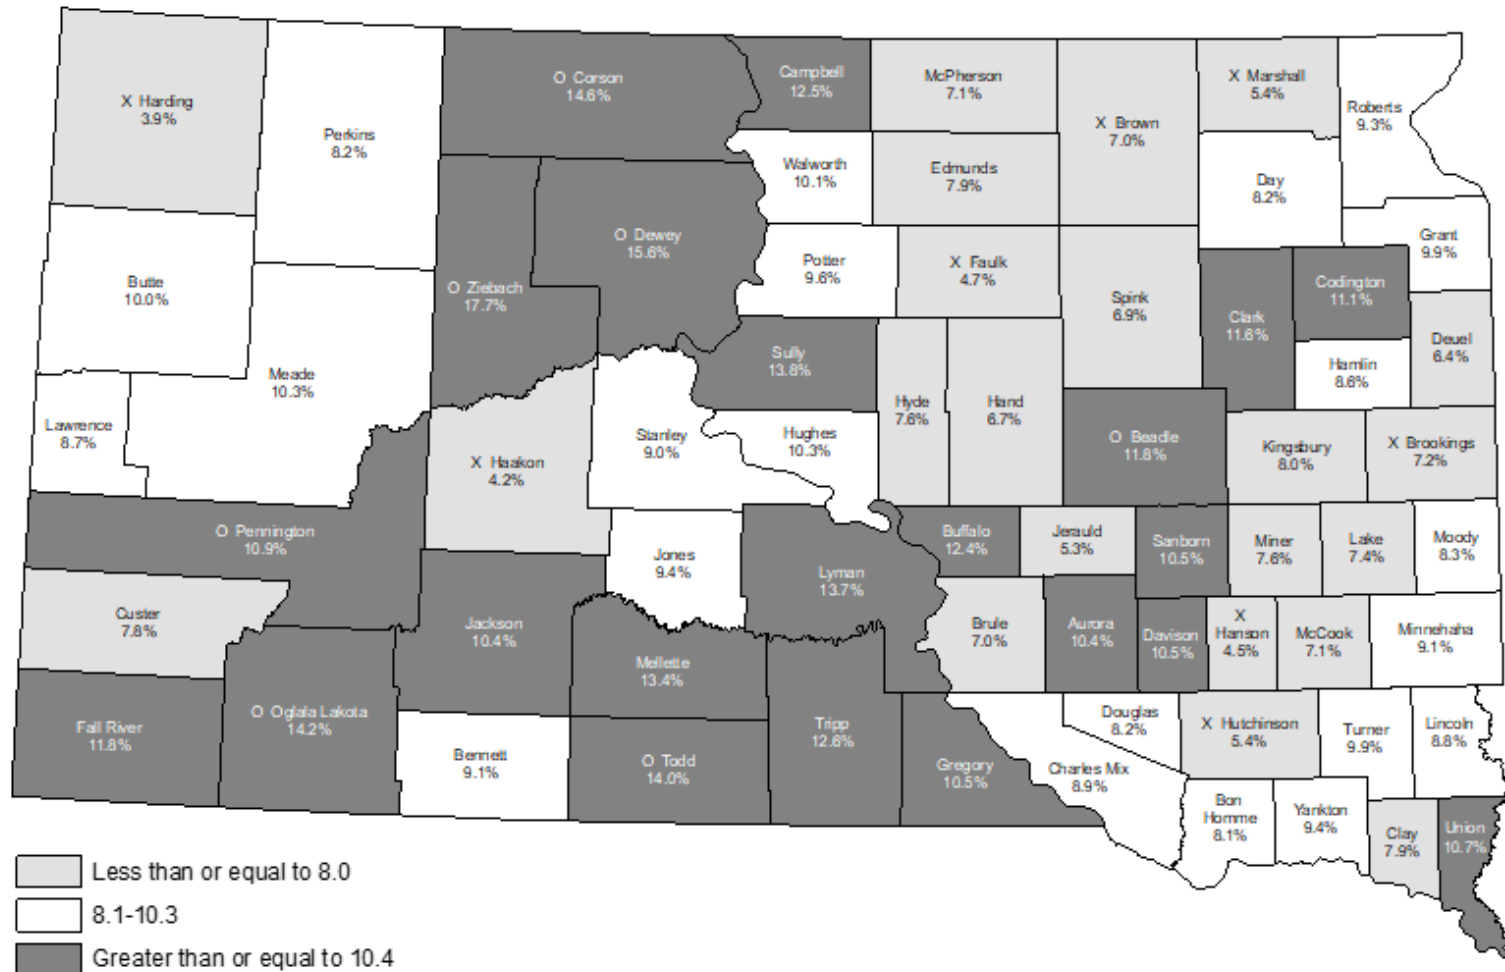 O Corson
14.6%
Campbell
12.5%
McPherson
7.1%
X Marshall
5.4%
X Harding
3.9%
Perkins
8.2%
X Brown
7.0%
Roberts
9.3%
Walworth
10.1%
Edmunds
7.9%
Day
8.2%
O Dewey
15.6%
Grant
9.9%
Butte
10.0%
O Ziebach
17.7%
Potter
9.6%
X Faulk
4.7%
Spink
6.9%
Codington
11.1%
Clark
11.6%
Deuel
6.4%
Sully
13.8%
Hamlin
8.6%
Meade
10.3%
Hyde
7.6%
Hand
6.7%
Lawrence
8.7%
Stanley
9.0%
Hughes
10.3%
O Beadle
11.8%
Kingsbury
8.0%
X Brookings
7.2%
X Haakon
4.2%
O Pennington
10.9%
Buffalo
12.4%
Jerauld
5.3%
Sanborn
10.5%
Miner
7.6%
Lake
7.4%
Moody
8.3%
Jones
9.4%
Lyman
13.7%
Custer
7.8%
Jackson
10.4%
Brule
7.0%
Aurora
10.4%
Davison
10.5%
X
Hanson
4.5%
McCook
7.1%
Minnehaha
9.1%
Mellette
13.4%
Fall River
11.8%
O Oglala Lakota
14.2%
Tripp
12.6%
Douglas
8.2%
X Hutchinson
5.4%
Turner
9.9%
Lincoln
8.8%
Bennett
9.1%
O Todd
14.0%
Gregory
10.5%
Charles Mix
8.9%
Bon
Homme
8.1%
Yankton
9.4%
Clay
7.9%
Union
10.7%
Less than or equal to 8.0
8.1-10.3
Greater than or equal to 10.4